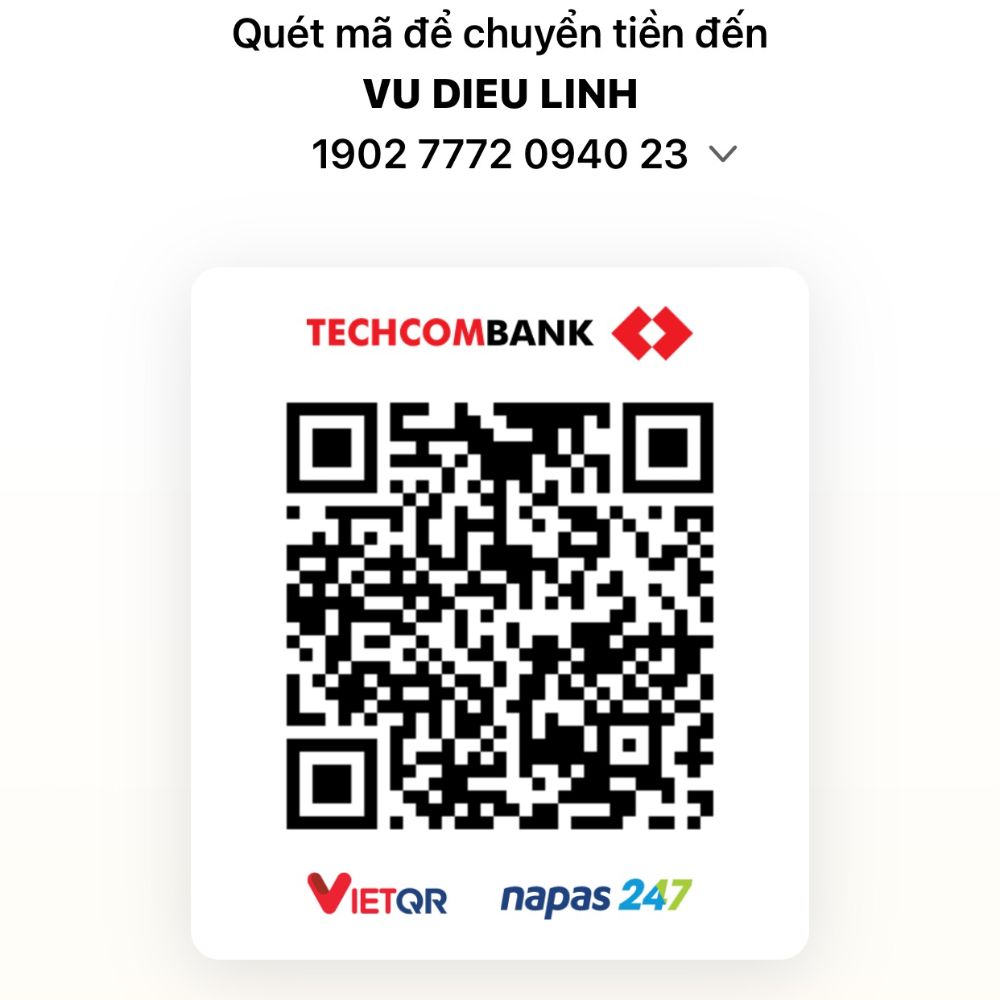 Quét mã để chuyển tiền đến
VU DIEU LINH
1902 7772 0940 23
TECHCOMBANK
VIETQR
napas 247